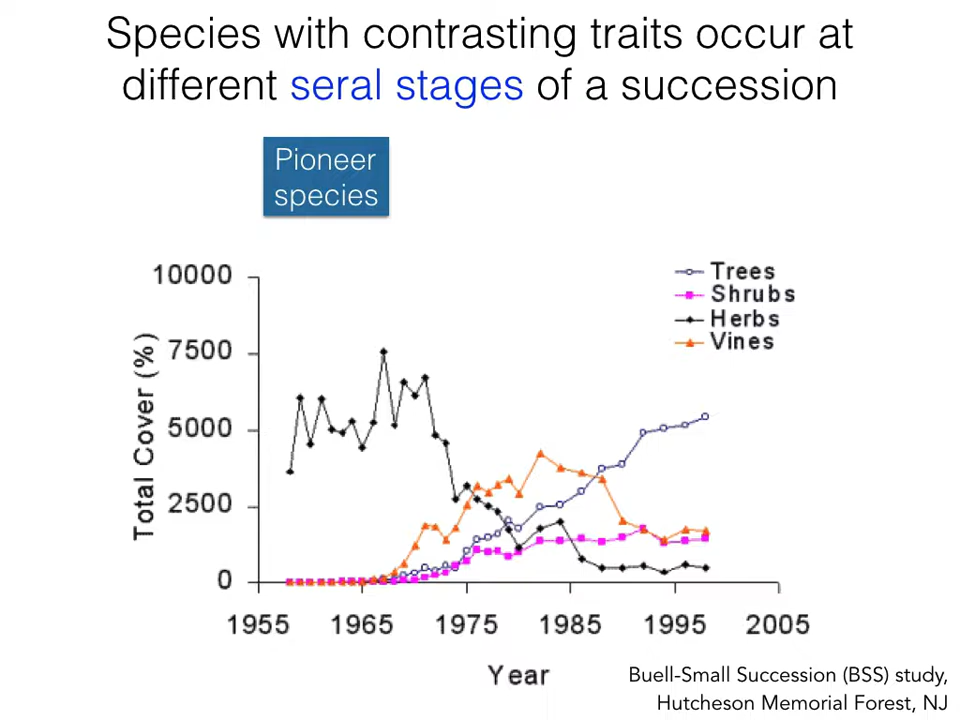 Species with contrasting traits occur at
different seral stages of a succession
Pioneer
species
10000
7500
5000
2500
0
Total Cover (%)
Trees
Shrubs
Herbs
Vines
1955 1965 1975 1985 1995 2005
Year
Buell-Small Succession (BSS) study,
Hutcheson Memorial Forest, NJ